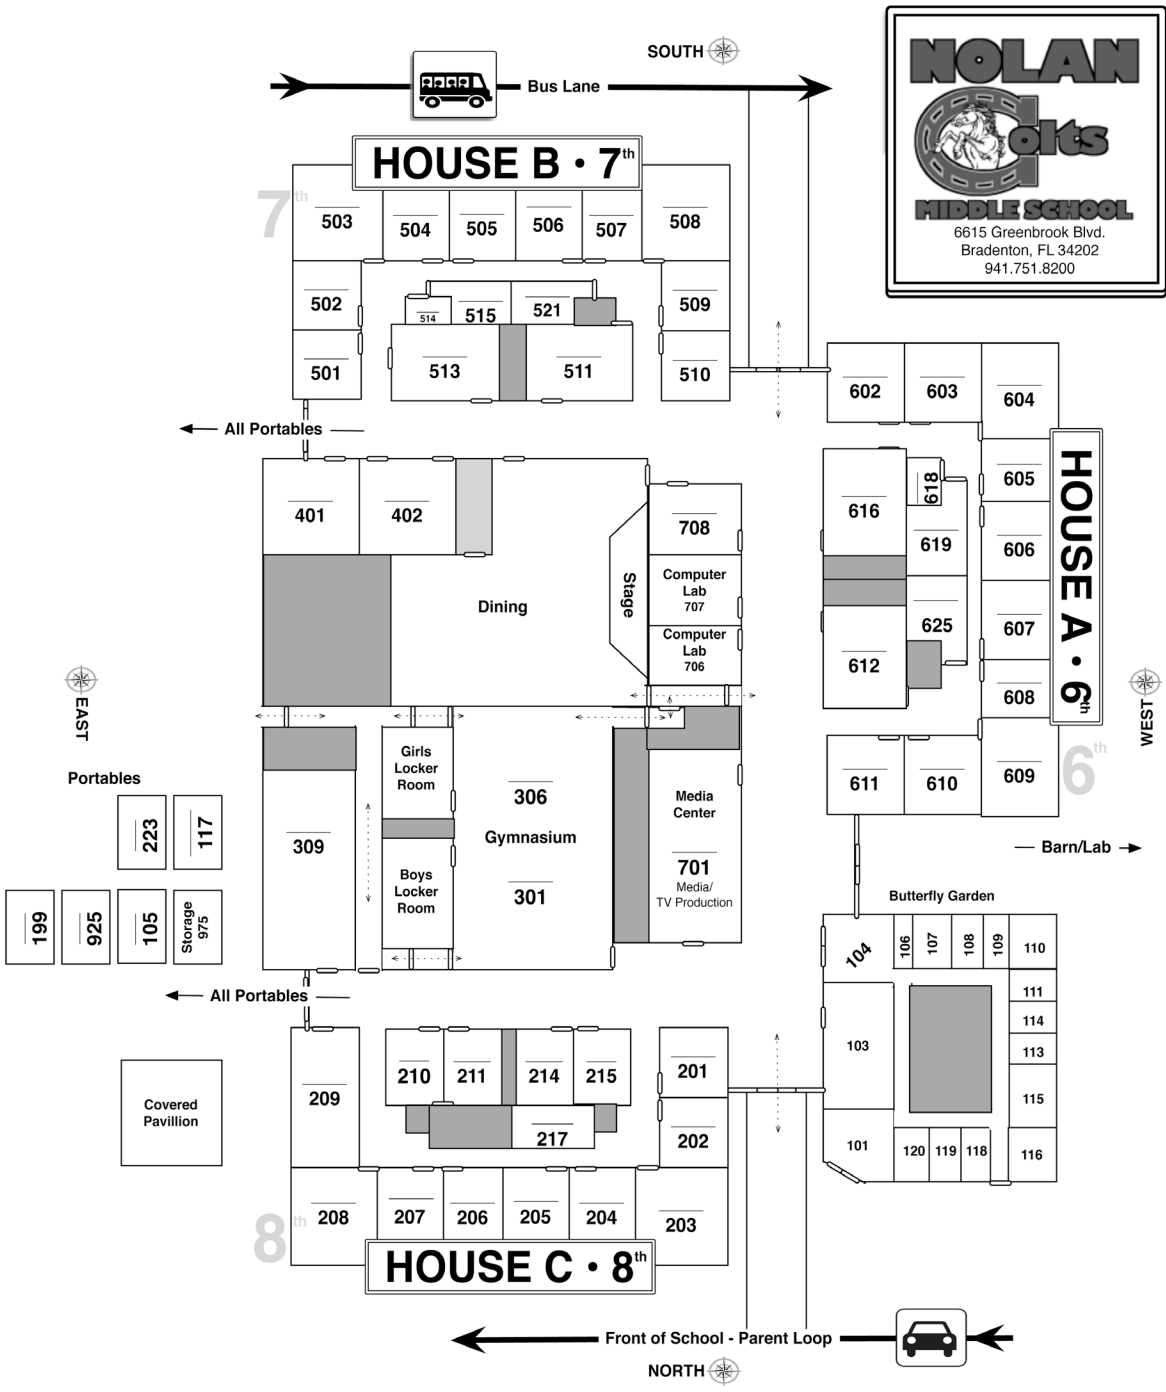 SOUTH
Bus Lane
NOLAN
Colts
MIDDLE SCHOOL
6615 Greenbrook Blvd.
Bradenton, FL 34202
941.751.8200
HOUSE B • 7th
7th
503
504
505
506
507
508
502
514
515
521
509
501
513
511
510
All Portables
602
603
604
HOUSE A • 6th
401
402
708
616
618
605
619
606
Computer
Lab
707
Dining
Stage
Computer
Lab
706
625
607
612
608
EAST
WEST
Girls
Locker
Room
306
Gymnasium
301
Media
Center
701
Media/
TV Production
611
610
609
6th
Portables
223
117
309
Boys
Locker
Room
Barn/Lab
199
925
105
Storage
975
Butterfly Garden
104
106
107
108
109
110
All Portables
111
114
103
113
115
101
120
119
118
116
210
211
214
215
201
209
217
202
Covered
Pavillion
208
207
206
205
204
203
8th
HOUSE C • 8th
Front of School - Parent Loop
NORTH